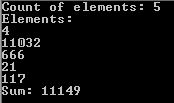 Count of elements: 5
Elements:
4
11032
666
21
117
Sum: 11149